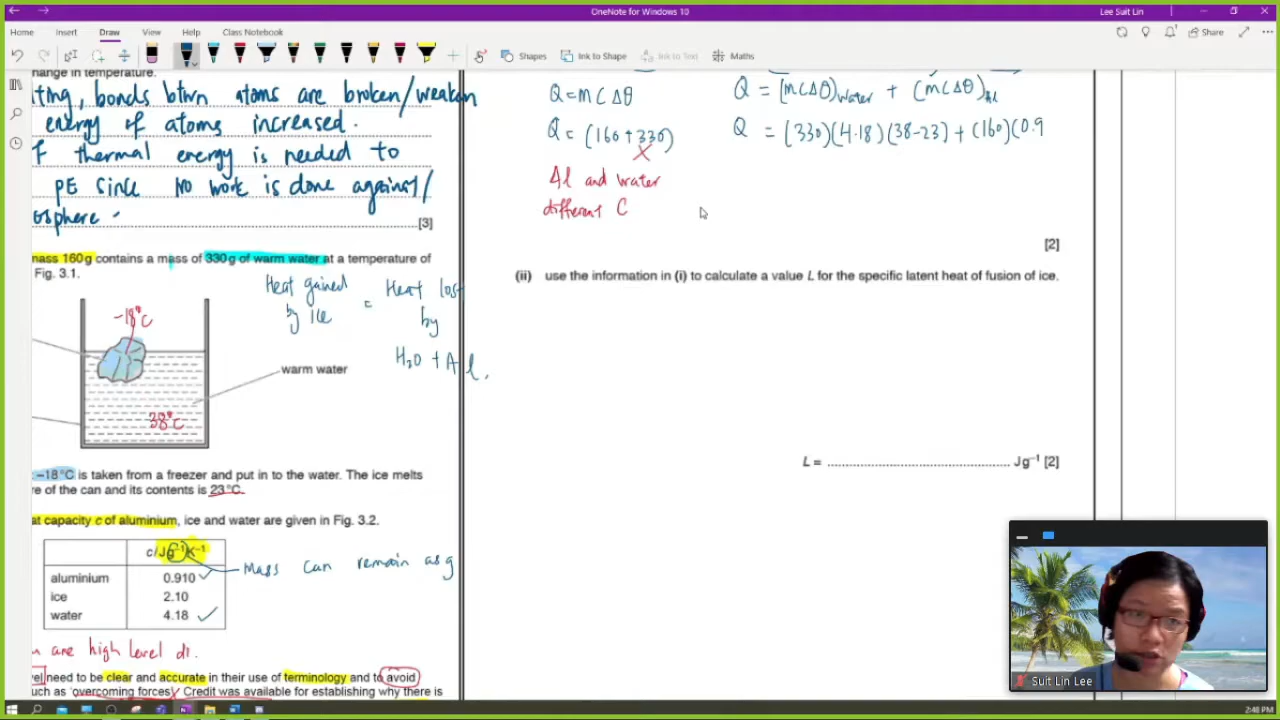 OneNote for Windows 10
Lee Suit Lin
Home Insert Draw View Help Class Notebook
Share
Shapes Ink to Shape Ink to Text Maths
change in temperature.
iting, bonds btwn atoms are broken/weaken
energy of atoms increased.
f thermal energy is needed to
PE since no work is done against/
osphere.
[3]
mass 160 g contains a mass of 330 g of warm water at a temperature of
Fig. 3.1.
-18°C
38°C
warm water
Heat gained by ice = Heat lost by H₂O + Al.
-18 °C is taken from a freezer and put in to the water. The ice melts
re of the can and its contents is 23 °C.
at capacity c of aluminium, ice and water are given in Fig. 3.2.
c/J g⁻¹ K⁻¹
aluminium 0.910
ice 2.10
water 4.18
Mass can remain as g
are high level
need to be clear and accurate in their use of terminology and to avoid
such as 'overcoming forces'. Credit was available for establishing why there is
Q = mcΔθ
Q = (160 + 330)
Al and water
different C
Q = (mcΔθ)Water + (mcΔθ)Al
Q = (330)(4.18)(38-23) + (160)(0.9
[2]
(ii) use the information in (i) to calculate a value L for the specific latent heat of fusion of ice.
L = ............ J g⁻¹ [2]
Suit Lin Lee
2:48 PM